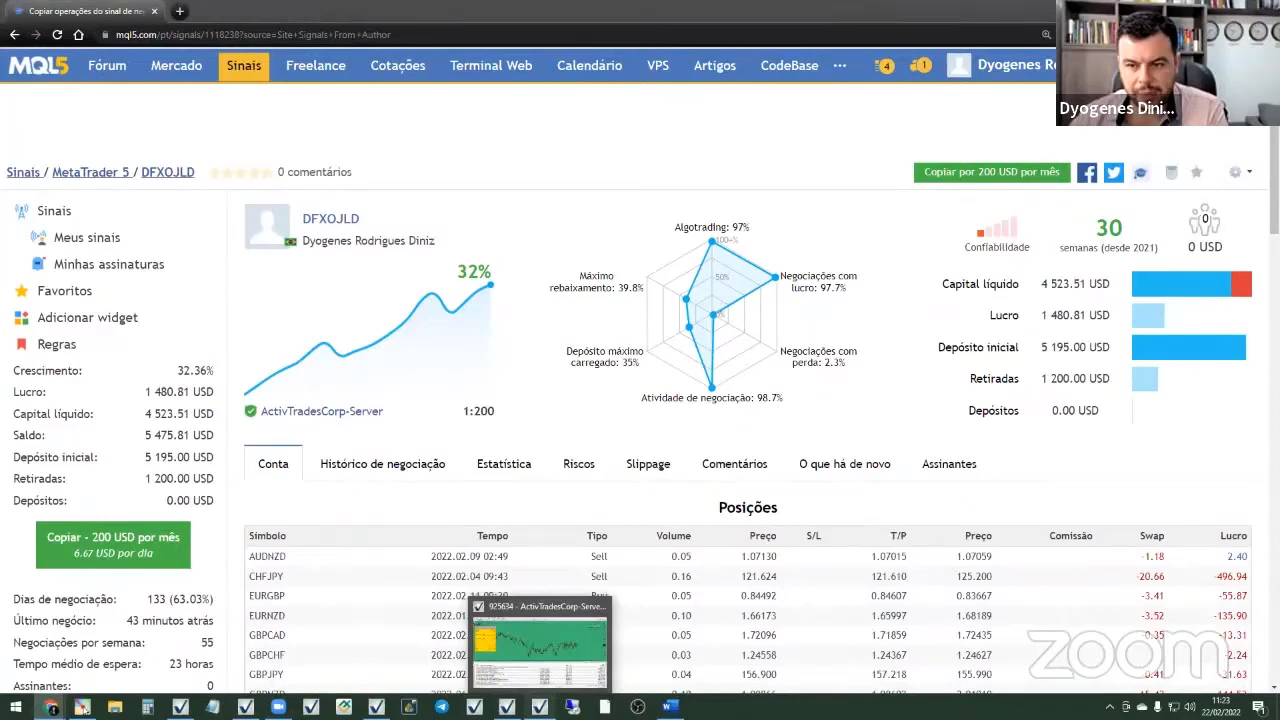 Copiar operações do sinal de ne
mql5.com/pt/signals/1118238?source=Site+Signals+From+Author
MQL5 Fórum Mercado Sinais Freelance Cotações Terminal Web Calendário VPS Artigos CodeBase ... 4 1 Dyogenes Ro
Dyogenes Dini...
Sinais / MetaTrader 5 / DFXOJLD 0 comentários Copiar por 200 USD por mês
Sinais
Meus sinais
Minhas assinaturas
Favoritos
Adicionar widget
Regras
Crescimento: 32.36%
Lucro: 1 480.81 USD
Capital líquido: 4 523.51 USD
Saldo: 5 475.81 USD
Depósito inicial: 5 195.00 USD
Retiradas: 1 200.00 USD
Depósitos: 0.00 USD
Copiar - 200 USD por mês
6.67 USD por dia
Dias de negociação: 133 (63.03%)
Último negócio: 43 minutos atrás
Negociações por semana: 55
Tempo médio de espera: 23 horas
Assinantes: 0
DFXOJLD
Dyogenes Rodrigues Diniz
32%
ActivTradesCorp-Server 1:200
Algotrading: 97%
100+%
50%
Negociações com
lucro: 97.7%
Negociações com
perda: 2.3%
Atividade de negociação: 98.7%
Depósito máximo
carregado: 35%
Máximo
rebaixamento: 39.8%
Confiabilidade
30
semanas (desde 2021)
0
0 USD
Capital líquido 4 523.51 USD
Lucro 1 480.81 USD
Depósito inicial 5 195.00 USD
Retiradas 1 200.00 USD
Depósitos 0.00 USD
Conta Histórico de negociação Estatística Riscos Slippage Comentários O que há de novo Assinantes
Posições
Símbolo Tempo Tipo Volume Preço S/L T/P Preço Comissão Swap Lucro
AUDNZD 2022.02.09 02:49 Sell 0.05 1.07130 1.07015 1.07059 -1.18 2.40
CHFJPY 2022.02.04 09:43 Sell 0.16 121.624 121.610 125.200 -20.66 -496.94
EURGBP 0.05 0.84492 0.84607 0.83667 -3.41 -55.87
EURNZD 0.10 1.66173 1.65997 1.68189 -3.52 -135.90
GBPCAD 0.05 1.72096 1.71859 1.72435
GBPCHF 0.03 1.24558 1.24367 1.24627
GBPJPY 0.04 156.900 157.218 155.990
925634 - ActivTradesCorp-Serve...
zoom
11:23
22/02/2022